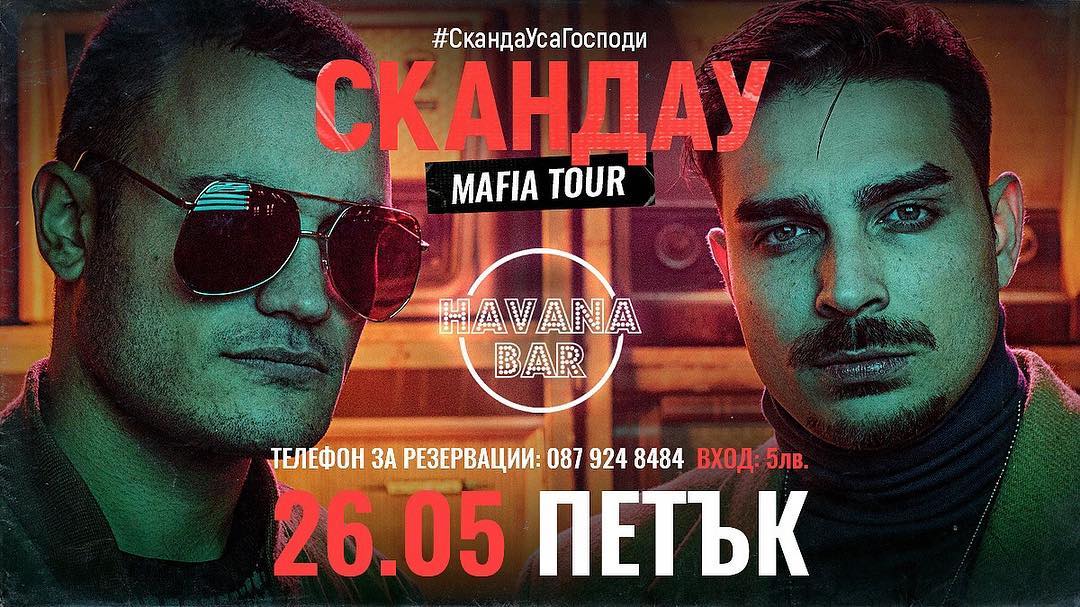 #СкандаУсаГосподи
СКАНДАУ
MAFIA TOUR
HAVANA
BAR
ТЕЛЕФОН ЗА РЕЗЕРВАЦИИ: 087 924 8484 ВХОД: 5лв.
26.05 ПЕТЪК